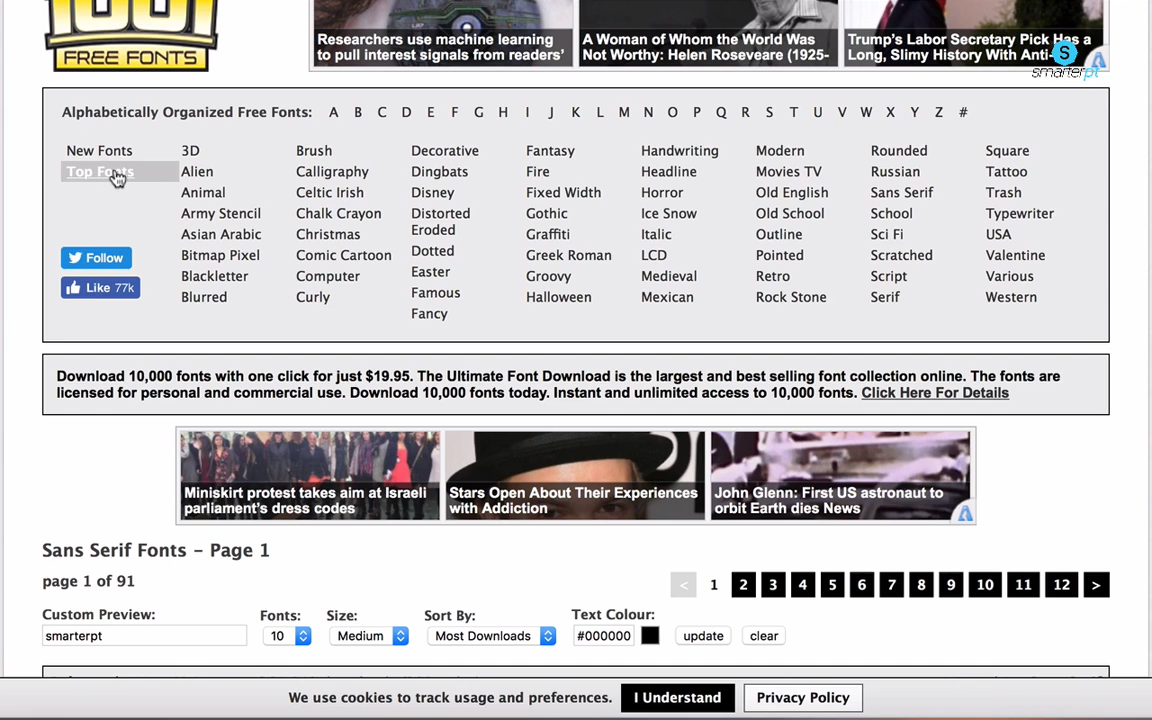 1001
FREE FONTS
Researchers use machine learning
to pull interest signals from readers’
A Woman of Whom the World Was
Not Worthy: Helen Roseveare (1925-
Trump’s Labor Secretary Pick Has a
Long, Slimy History With Anti-
S
smarterpt
Alphabetically Organized Free Fonts: A B C D E F G H I J K L M N O P Q R S T U V W X Y Z #
New Fonts 3D Brush Decorative Fantasy Handwriting Modern Rounded Square
Top Fonts Alien Calligraphy Dingbats Fire Headline Movies TV Russian Tattoo
Animal Celtic Irish Disney Fixed Width Horror Old English Sans Serif Trash
Army Stencil Chalk Crayon Distorted Gothic Ice Snow Old School School Typewriter
Eroded
Asian Arabic Christmas Graffiti Italic Outline Sci Fi USA
Follow Bitmap Pixel Comic Cartoon Dotted Greek Roman LCD Pointed Scratched Valentine
Like 77k Blackletter Computer Easter Groovy Medieval Retro Script Various
Blurred Curly Famous Halloween Mexican Rock Stone Serif Western
Fancy
Download 10,000 fonts with one click for just $19.95. The Ultimate Font Download is the largest and best selling font collection online. The fonts are
licensed for personal and commercial use. Download 10,000 fonts today. Instant and unlimited access to 10,000 fonts. Click Here For Details
Miniskirt protest takes aim at Israeli
parliament’s dress codes
Stars Open About Their Experiences
with Addiction
John Glenn: First US astronaut to
orbit Earth dies News
Sans Serif Fonts – Page 1
page 1 of 91
< 1 2 3 4 5 6 7 8 9 10 11 12 >
Custom Preview: Fonts: Size: Sort By: Text Colour:
smarterpt 10 Medium Most Downloads #000000 update clear
We use cookies to track usage and preferences. I Understand Privacy Policy